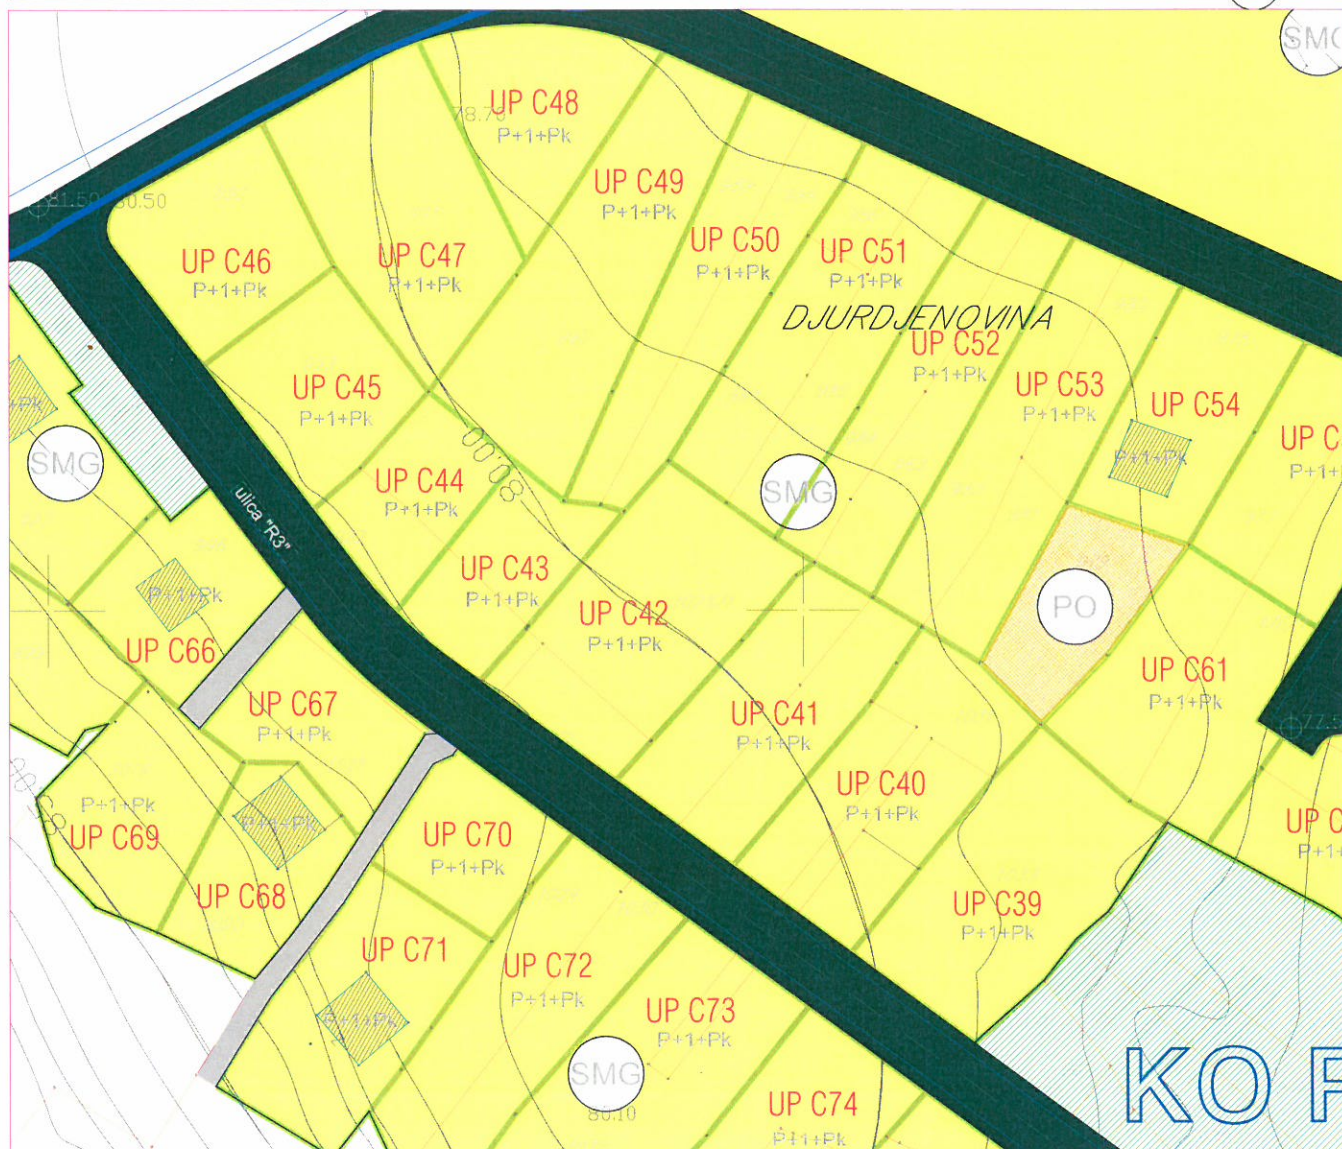 SMG
UP C48
78.70
P+1+Pk
UP C49
P+1+Pk
81.50
80.50
UP C46
P+1+Pk
UP C47
P+1+Pk
UP C50
P+1+Pk
UP C51
P+1+Pk
DJURDJENOVINA
UP C52
P+1+Pk
UP C45
P+1+Pk
UP C53
P+1+Pk
UP C54
P+1+Pk
UP C
P+1+
SMG
UP C44
P+1+Pk
80.00
SMG
ulica "R3"
UP C43
P+1+Pk
UP C42
P+1+Pk
PO
P+1+Pk
UP C66
UP C61
P+1+Pk
UP C67
P+1+Pk
UP C41
P+1+Pk
UP C40
P+1+Pk
P+1+Pk
UP C69
P+1+Pk
UP C70
P+1+Pk
UP C
P+1+
UP C68
UP C39
P+1+Pk
UP C71
P+1+Pk
UP C72
P+1+Pk
UP C73
P+1+Pk
SMG
80.10
UP C74
P+1+Pk
KO P